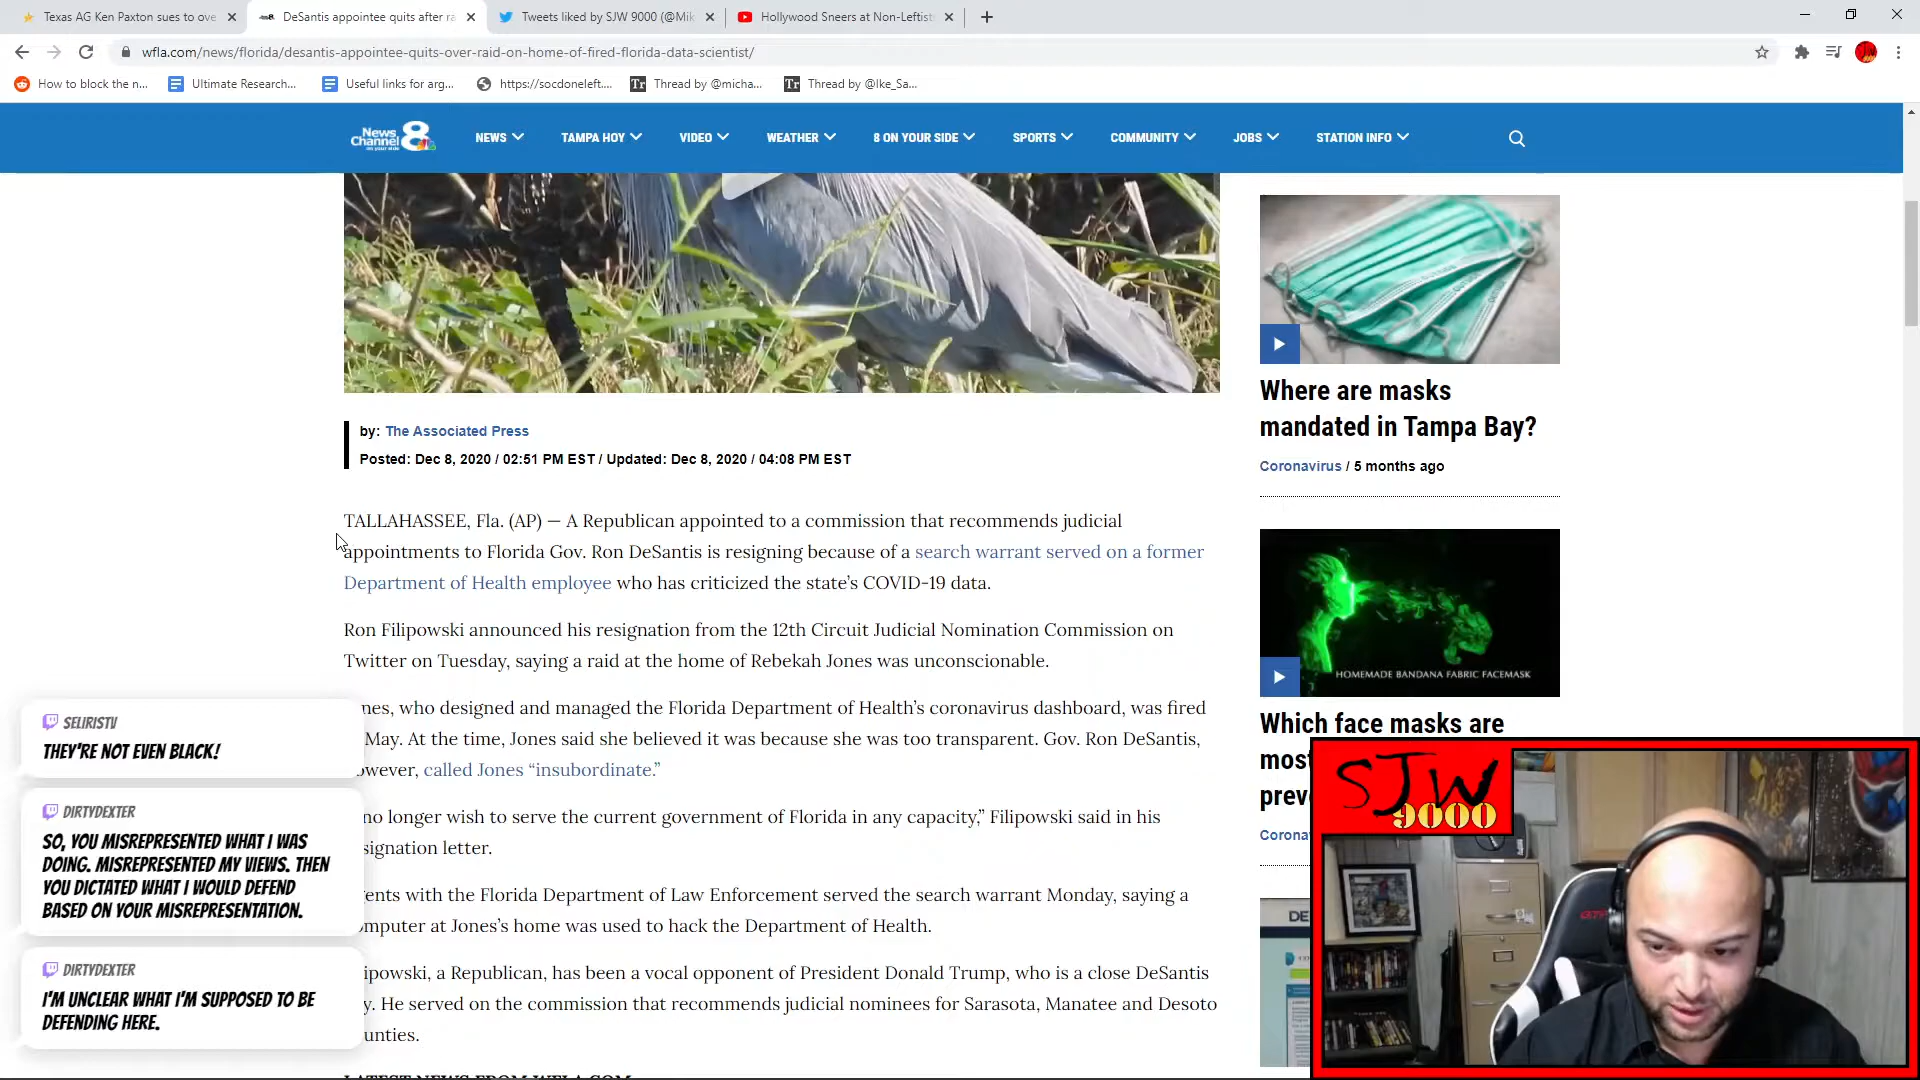 Texas AG Ken Paxton sues to ove
DeSantis appointee quits after ra
Tweets liked by SJW 9000 (@Mik
Hollywood Sneers at Non-Leftist
wfla.com/news/florida/desantis-appointee-quits-over-raid-on-home-of-fired-florida-data-scientist/
How to block the n...
Ultimate Research...
Useful links for arg...
https://socdoneleft....
Thread by @micha...
Thread by @Ike_Sa...
News Channel 8
on your side
NEWS
TAMPA HOY
VIDEO
WEATHER
8 ON YOUR SIDE
SPORTS
COMMUNITY
JOBS
STATION INFO
by: The Associated Press
Posted: Dec 8, 2020 / 02:51 PM EST / Updated: Dec 8, 2020 / 04:08 PM EST
TALLAHASSEE, Fla. (AP) — A Republican appointed to a commission that recommends judicial
appointments to Florida Gov. Ron DeSantis is resigning because of a search warrant served on a former
Department of Health employee who has criticized the state's COVID-19 data.
Ron Filipowski announced his resignation from the 12th Circuit Judicial Nomination Commission on
Twitter on Tuesday, saying a raid at the home of Rebekah Jones was unconscionable.
nes, who designed and managed the Florida Department of Health's coronavirus dashboard, was fired
May. At the time, Jones said she believed it was because she was too transparent. Gov. Ron DeSantis,
owever, called Jones "insubordinate."
no longer wish to serve the current government of Florida in any capacity," Filipowski said in his
signation letter.
gents with the Florida Department of Law Enforcement served the search warrant Monday, saying a
mputer at Jones's home was used to hack the Department of Health.
ipowski, a Republican, has been a vocal opponent of President Donald Trump, who is a close DeSantis
y. He served on the commission that recommends judicial nominees for Sarasota, Manatee and Desoto
unties.
LATEST NEWS FROM WFLA.COM
Where are masks
mandated in Tampa Bay?
Coronavirus / 5 months ago
HOMEMADE BANDANA FABRIC FACEMASK
Which face masks are
mos
prev
Corona
DE
SELIRISTV
THEY'RE NOT EVEN BLACK!
DIRTYDEXTER
SO, YOU MISREPRESENTED WHAT I WAS
DOING. MISREPRESENTED MY VIEWS. THEN
YOU DICTATED WHAT I WOULD DEFEND
BASED ON YOUR MISREPRESENTATION.
DIRTYDEXTER
I'M UNCLEAR WHAT I'M SUPPOSED TO BE
DEFENDING HERE.
SJW
9000